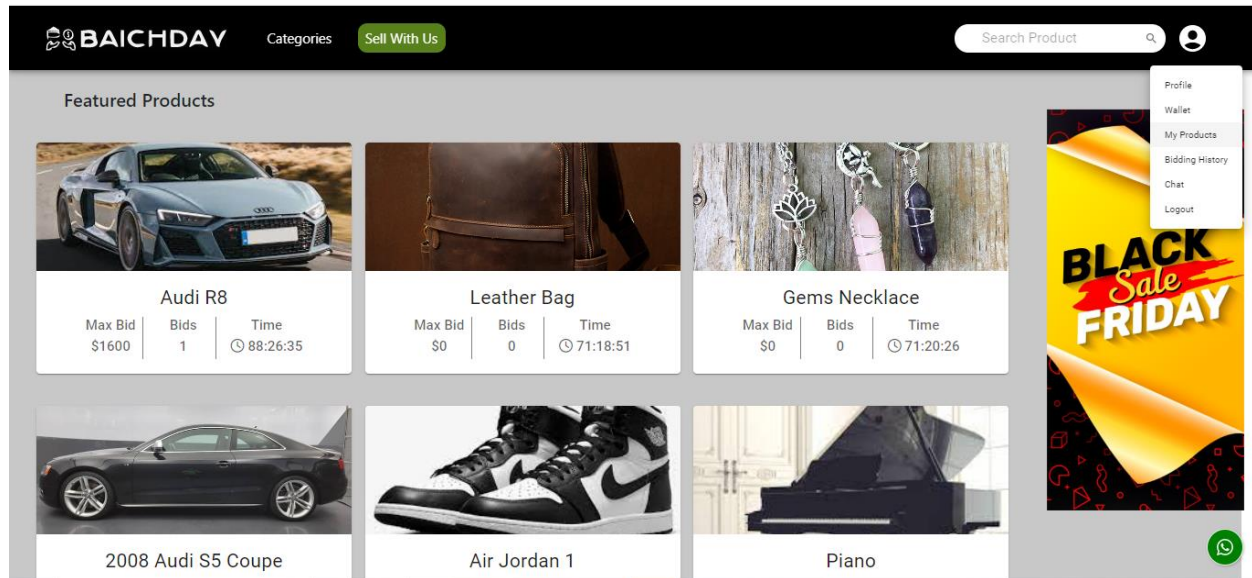 BAICHDAY
Categories
Sell With Us
Search Product
Profile
Wallet
My Products
Bidding History
Chat
Logout
Featured Products
Audi R8
Max Bid Bids Time
$1600 1 88:26:35
Leather Bag
Max Bid Bids Time
$0 0 71:18:51
Gems Necklace
Max Bid Bids Time
$0 0 71:20:26
BLACK
Sale
FRIDAY
2008 Audi S5 Coupe
Air Jordan 1
Piano